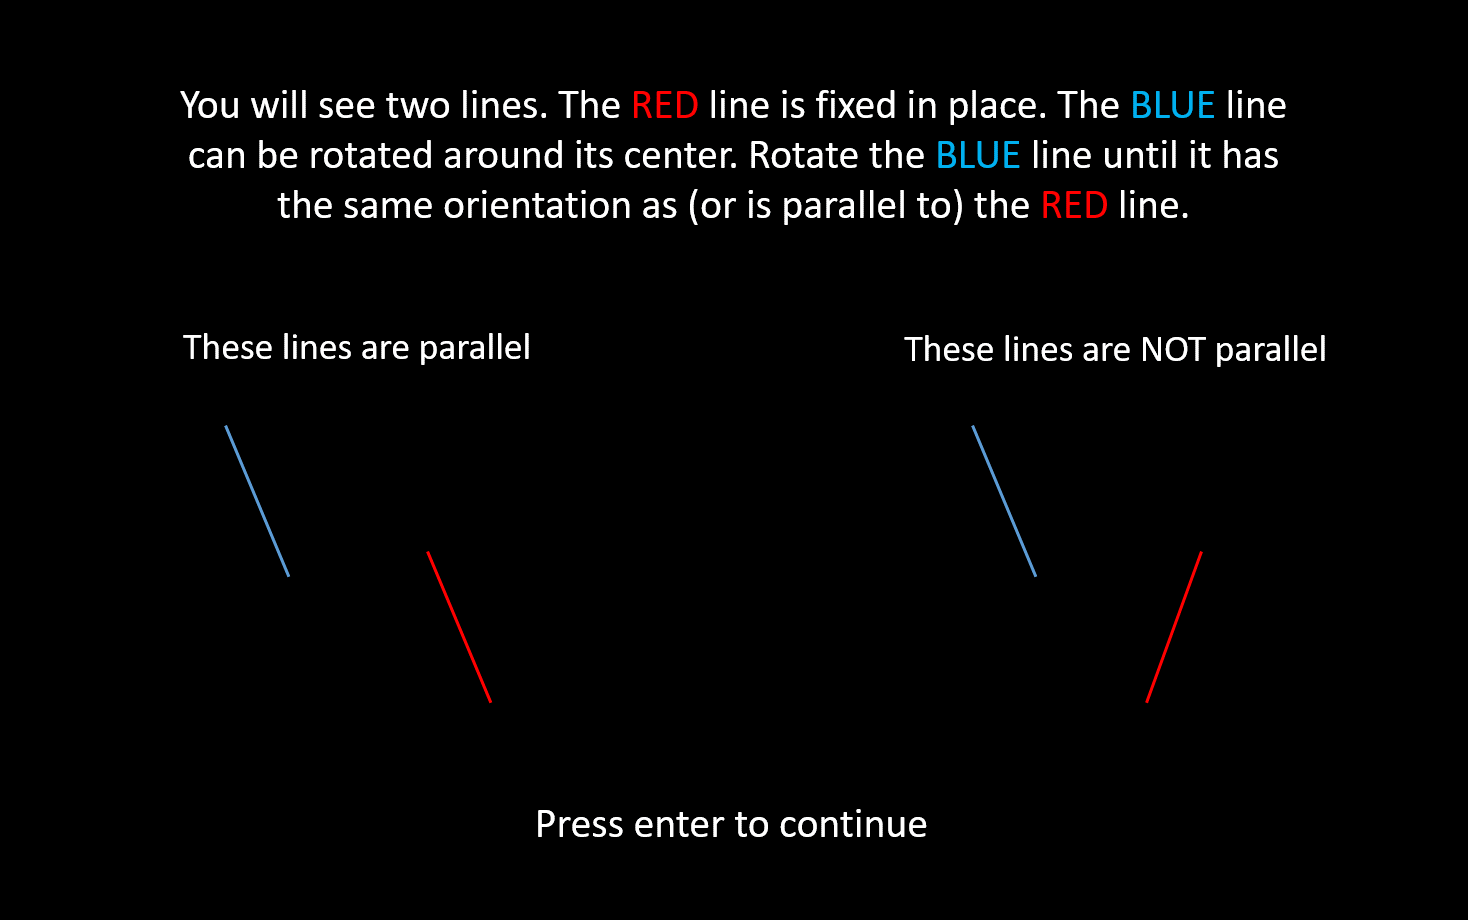 You will see two lines. The RED line is fixed in place. The BLUE line
can be rotated around its center. Rotate the BLUE line until it has
the same orientation as (or is parallel to) the RED line.
These lines are parallel
These lines are NOT parallel
Press enter to continue